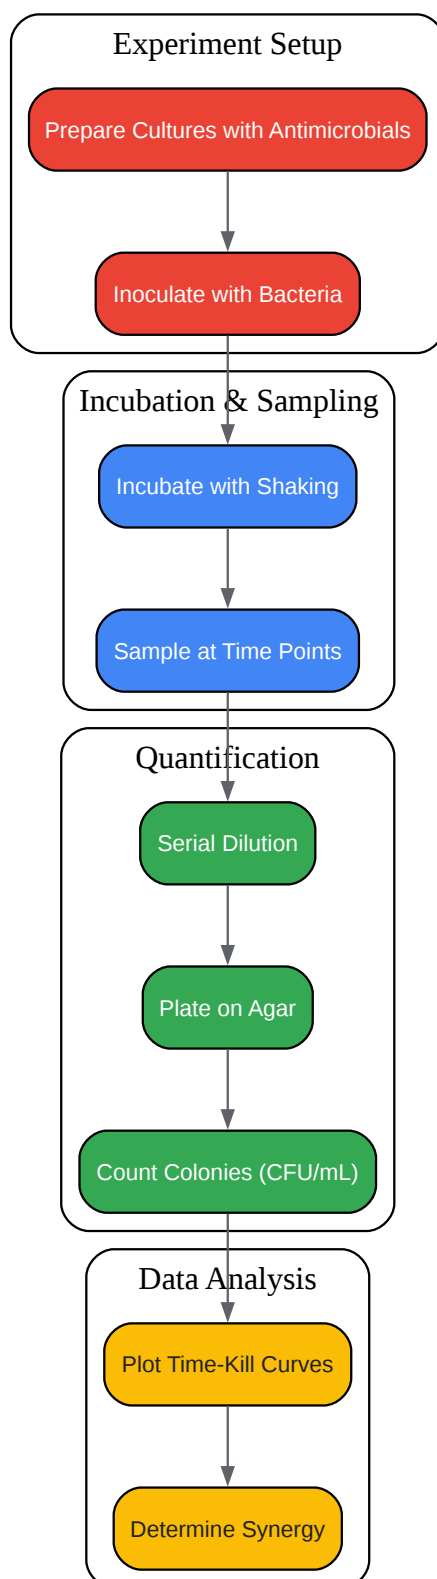 Experiment Setup
Prepare Cultures with Antimicrobials
Inoculate with Bacteria
Incubation & Sampling
Incubate with Shaking
Sample at Time Points
Quantification
Serial Dilution
Plate on Agar
Count Colonies (CFU/mL)
Data Analysis
Plot Time-Kill Curves
Determine Synergy